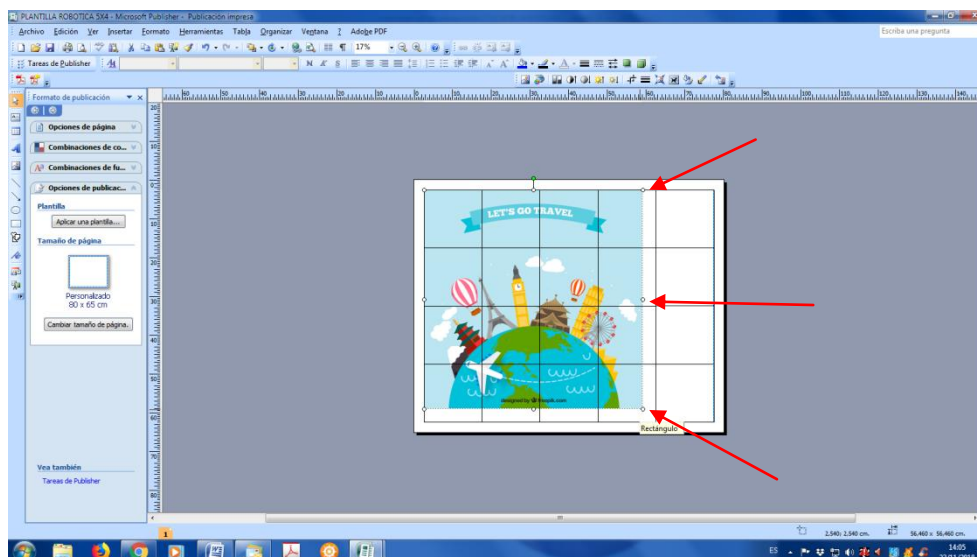 PLANTILLA ROBOTICA 5X4 - Microsoft Publisher - Publicación impresa
Archivo Edición Ver Insertar Formato Herramientas Tabla Organizar Ventana ? Adobe PDF
Escriba una pregunta
17%
Tareas de Publisher
N K S
Formato de publicación
Opciones de página
Combinaciones de co...
Combinaciones de fu...
Opciones de publicac...
Plantilla
Aplicar una plantilla...
Tamaño de página
Personalizado
80 x 65 cm
Cambiar tamaño de página.
Vea también
Tareas de Publisher
LET'S GO TRAVEL
designed by freepik.com
Rectángulo
1
2,540; 2,540 cm.
56,460 x 56,460 cm.
ES
14:05